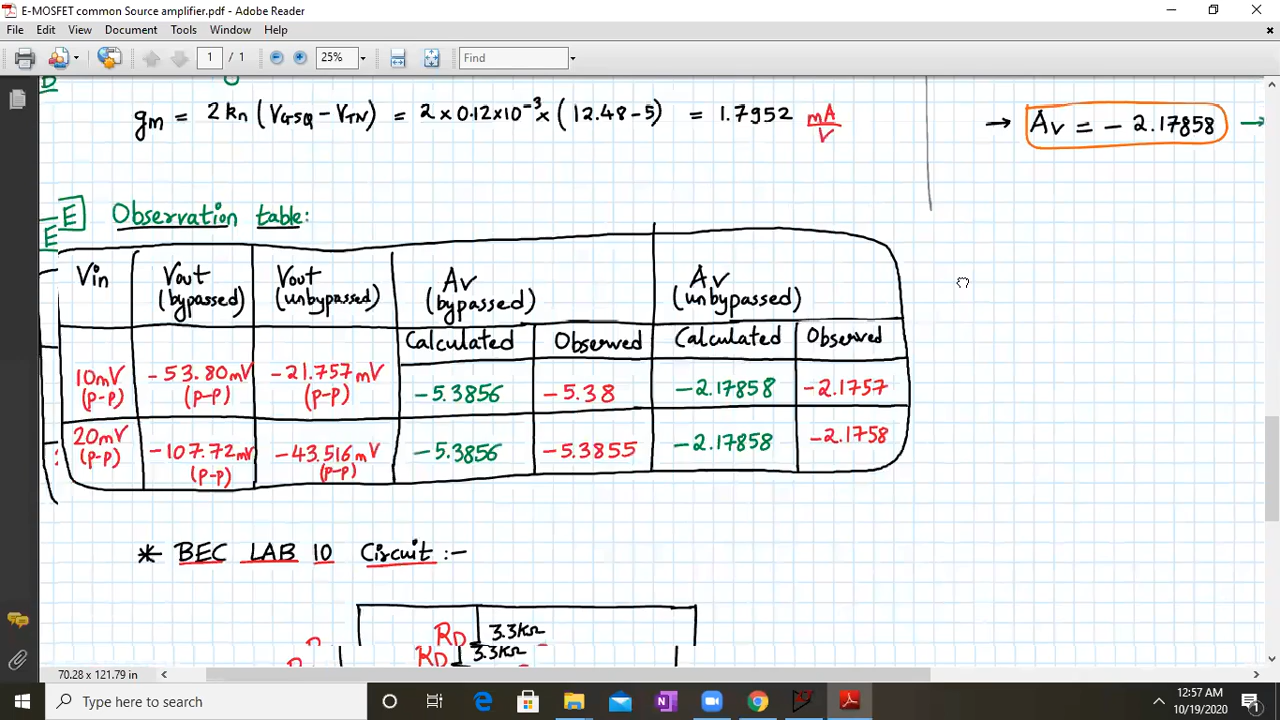 E-MOSFET common Source amplifier.pdf - Adobe Reader
File Edit View Document Tools Window Help
1 / 1 25% Find
gm = 2 kn (VGSQ - VTN) = 2 × 0.12×10⁻³× (12.48 - 5) = 1.7952 mA/V
→ Av = - 2.17858 →
E Observation table:
E
Vin Vout (bypassed) Vout (unbypassed) Av (bypassed) Av (unbypassed)
Calculated Observed Calculated Observed
10mV (p-p) -53.80mV (p-p) -21.757mV (p-p) -5.3856 -5.38 -2.17858 -2.1757
20mV (p-p) -107.72mV (p-p) -43.516mV (p-p) -5.3856 -5.3855 -2.17858 -2.1758
* BEC LAB 10 Circuit :-
RD 3.3kΩ
RD 3.3kΩ
70.28 x 121.79 in
Type here to search
12:57 AM
10/19/2020